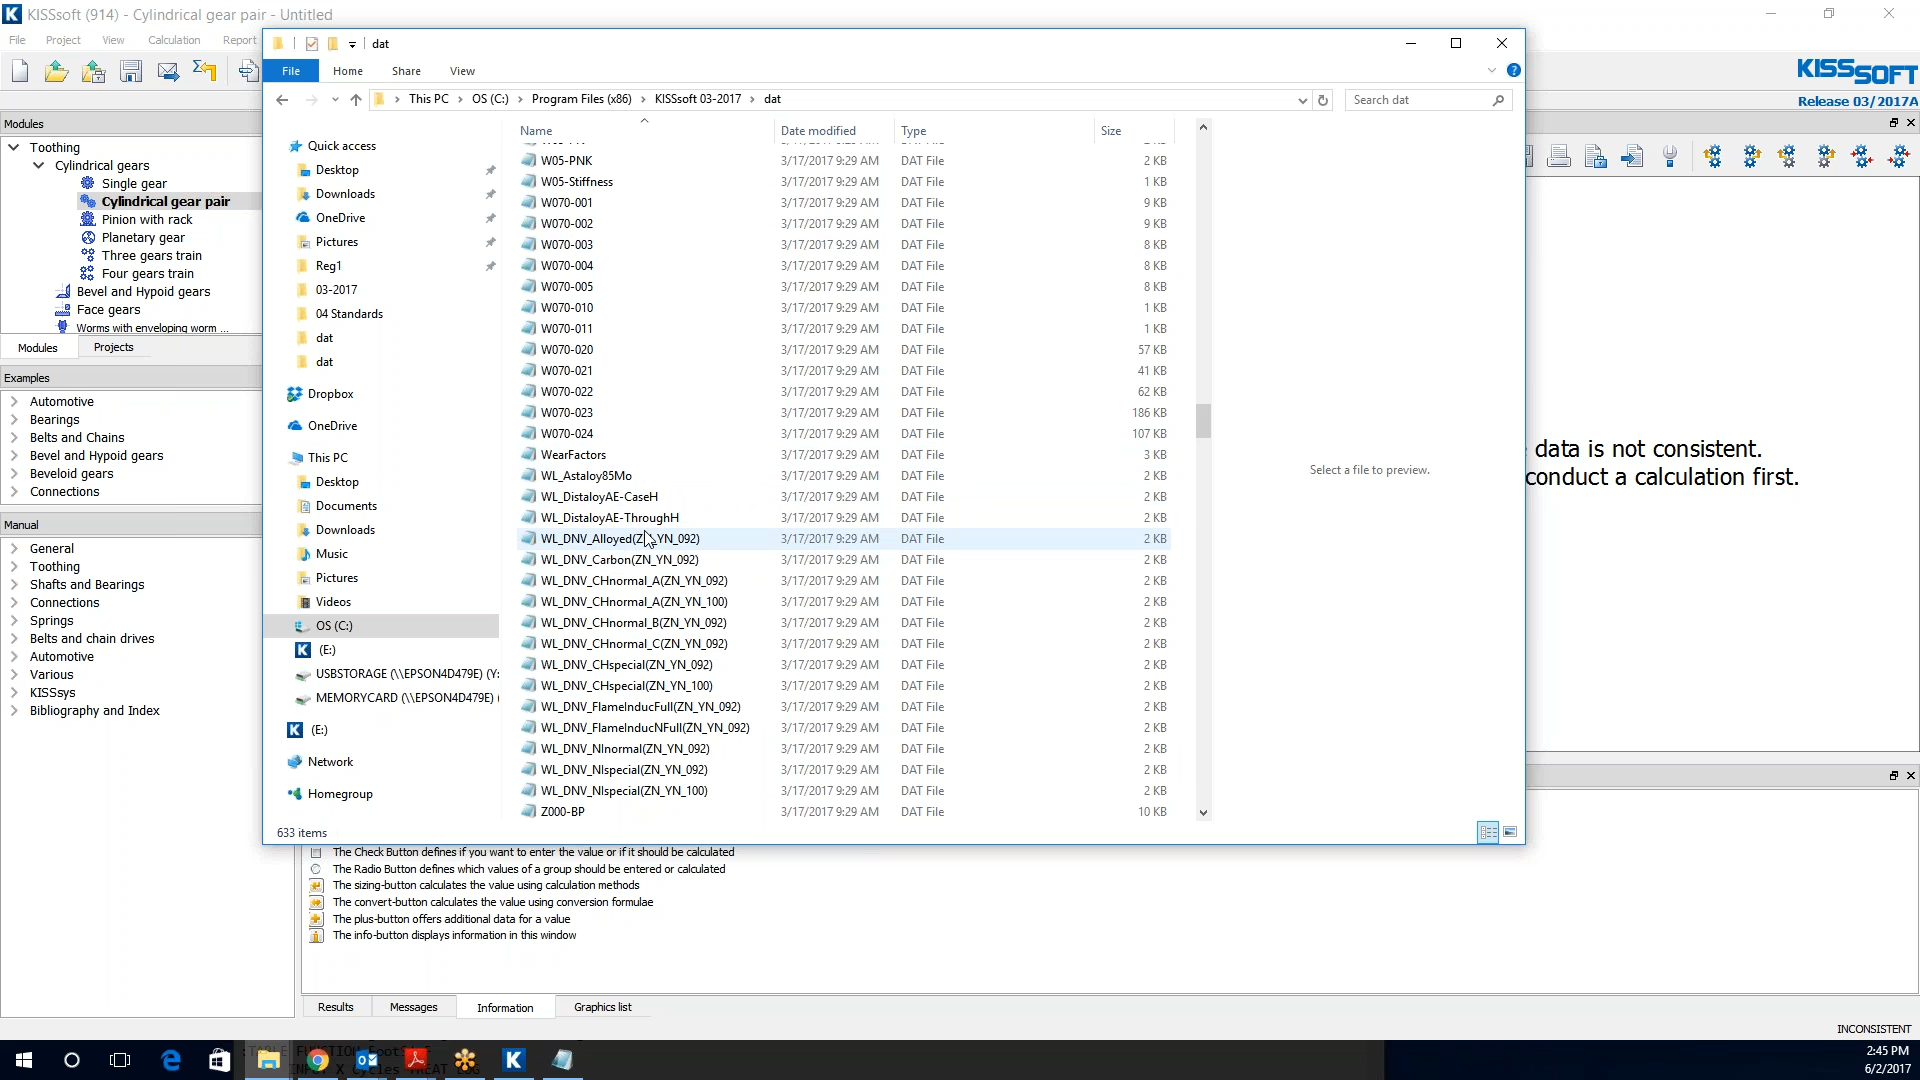 KISSsoft (914) - Cylindrical gear pair - Untitled
File Project View Calculation Report
dat
File Home Share View
This PC OS (C:) Program Files (x86) KISSsoft 03-2017 dat
Search dat
KISSSOFT
Release 03/2017A
Modules
Toothing
Cylindrical gears
Single gear
Cylindrical gear pair
Pinion with rack
Planetary gear
Three gears train
Four gears train
Bevel and Hypoid gears
Face gears
Worms with enveloping worm ...
Modules Projects
Examples
Automotive
Bearings
Belts and Chains
Bevel and Hypoid gears
Beveloid gears
Connections
Manual
General
Toothing
Shafts and Bearings
Connections
Springs
Belts and chain drives
Automotive
Various
KISSsys
Bibliography and Index
Quick access
Desktop
Downloads
OneDrive
Pictures
Reg1
03-2017
04 Standards
dat
dat
Dropbox
OneDrive
This PC
Desktop
Documents
Downloads
Music
Pictures
Videos
OS (C:)
(E:)
USBSTORAGE (\\EPSON4D479E) (Y:
MEMORYCARD (\\EPSON4D479E) (
(E:)
Network
Homegroup
633 items
Name Date modified Type Size
W05-PNK 3/17/2017 9:29 AM DAT File 2 KB
W05-Stiffness 3/17/2017 9:29 AM DAT File 1 KB
W070-001 3/17/2017 9:29 AM DAT File 9 KB
W070-002 3/17/2017 9:29 AM DAT File 9 KB
W070-003 3/17/2017 9:29 AM DAT File 8 KB
W070-004 3/17/2017 9:29 AM DAT File 8 KB
W070-005 3/17/2017 9:29 AM DAT File 8 KB
W070-010 3/17/2017 9:29 AM DAT File 1 KB
W070-011 3/17/2017 9:29 AM DAT File 1 KB
W070-020 3/17/2017 9:29 AM DAT File 57 KB
W070-021 3/17/2017 9:29 AM DAT File 41 KB
W070-022 3/17/2017 9:29 AM DAT File 62 KB
W070-023 3/17/2017 9:29 AM DAT File 186 KB
W070-024 3/17/2017 9:29 AM DAT File 107 KB
WearFactors 3/17/2017 9:29 AM DAT File 3 KB
WL_Astaloy85Mo 3/17/2017 9:29 AM DAT File 2 KB
WL_DistaloyAE-CaseH 3/17/2017 9:29 AM DAT File 2 KB
WL_DistaloyAE-ThroughH 3/17/2017 9:29 AM DAT File 2 KB
WL_DNV_Alloyed(ZN_YN_092) 3/17/2017 9:29 AM DAT File 2 KB
WL_DNV_Carbon(ZN_YN_092) 3/17/2017 9:29 AM DAT File 2 KB
WL_DNV_CHnormal_A(ZN_YN_092) 3/17/2017 9:29 AM DAT File 2 KB
WL_DNV_CHnormal_A(ZN_YN_100) 3/17/2017 9:29 AM DAT File 2 KB
WL_DNV_CHnormal_B(ZN_YN_092) 3/17/2017 9:29 AM DAT File 2 KB
WL_DNV_CHnormal_C(ZN_YN_092) 3/17/2017 9:29 AM DAT File 2 KB
WL_DNV_CHspecial(ZN_YN_092) 3/17/2017 9:29 AM DAT File 2 KB
WL_DNV_CHspecial(ZN_YN_100) 3/17/2017 9:29 AM DAT File 2 KB
WL_DNV_FlameInducFull(ZN_YN_092) 3/17/2017 9:29 AM DAT File 2 KB
WL_DNV_FlameInducNFull(ZN_YN_092) 3/17/2017 9:29 AM DAT File 2 KB
WL_DNV_NInormal(ZN_YN_092) 3/17/2017 9:29 AM DAT File 2 KB
WL_DNV_NIspecial(ZN_YN_092) 3/17/2017 9:29 AM DAT File 2 KB
WL_DNV_NIspecial(ZN_YN_100) 3/17/2017 9:29 AM DAT File 2 KB
Z000-BP 3/17/2017 9:29 AM DAT File 10 KB
Select a file to preview.
data is not consistent.
conduct a calculation first.
The Check Button defines if you want to enter the value or if it should be calculated
The Radio Button defines which values of a group should be entered or calculated
The sizing-button calculates the value using calculation methods
The convert-button calculates the value using conversion formulae
The plus-button offers additional data for a value
The info-button displays information in this window
Results Messages Information Graphics list
INCONSISTENT
2:45 PM
6/2/2017